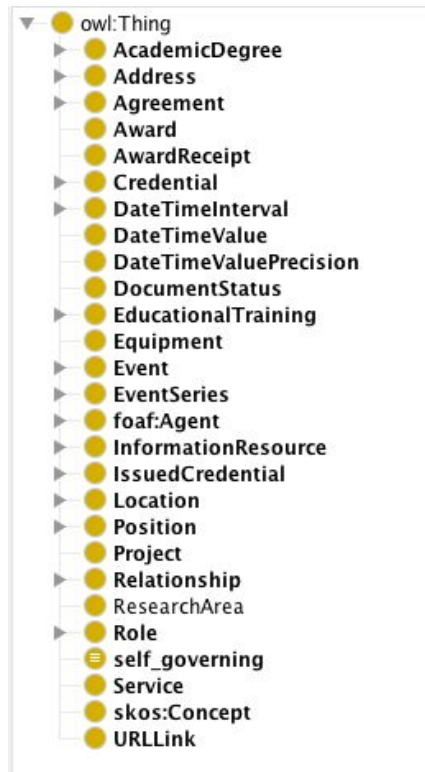 owl:Thing
AcademicDegree
Address
Agreement
Award
AwardReceipt
Credential
DateTimeInterval
DateTimeValue
DateTimeValuePrecision
DocumentStatus
EducationalTraining
Equipment
Event
EventSeries
foaf:Agent
InformationResource
IssuedCredential
Location
Position
Project
Relationship
ResearchArea
Role
self_governing
Service
skos:Concept
URLLink